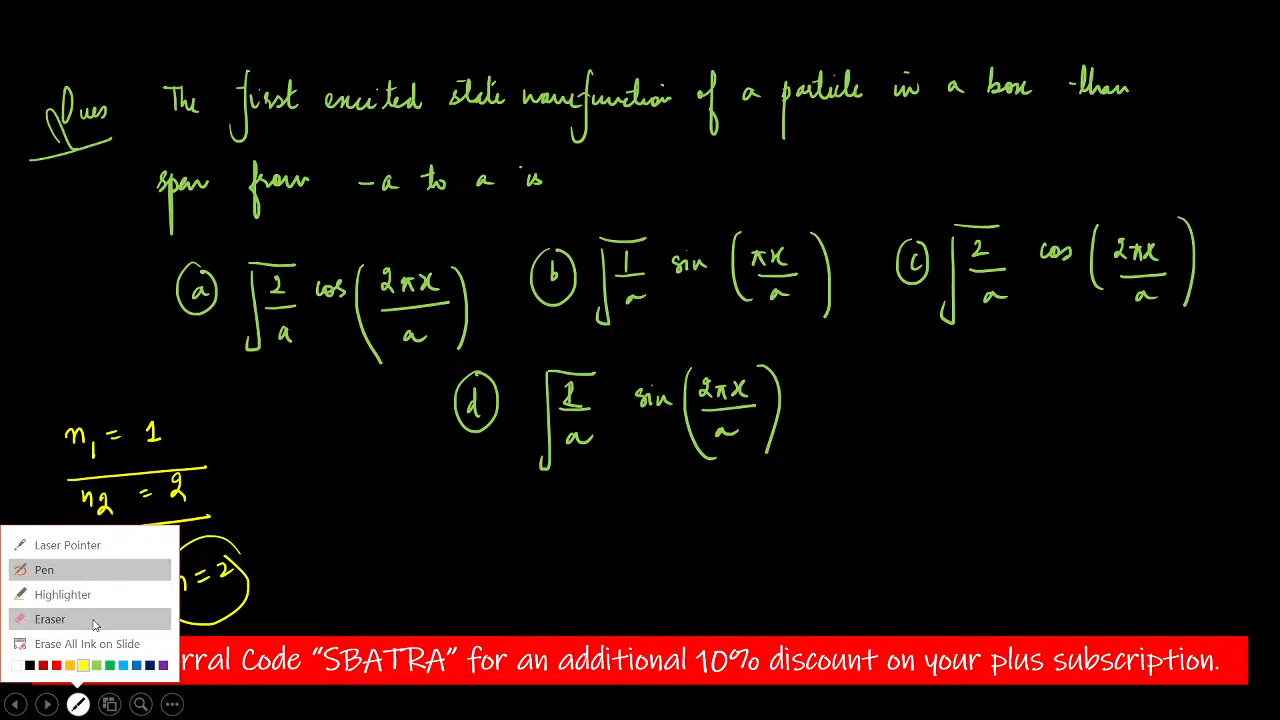 Ques The first excited state wavefunction of a particle in a box than
span from -a to a is
(a) √(2/a) cos (2πx/a) (b) √(1/a) sin (πx/a) (c) √(2/a) cos (2πx/a)
(d) √(1/a) sin (2πx/a)
n₁ = 1
n₂ = 2
n = 2
Laser Pointer
Pen
Highlighter
Eraser
Erase All Ink on Slide
rral Code “SBATRA” for an additional 10% discount on your plus subscription.